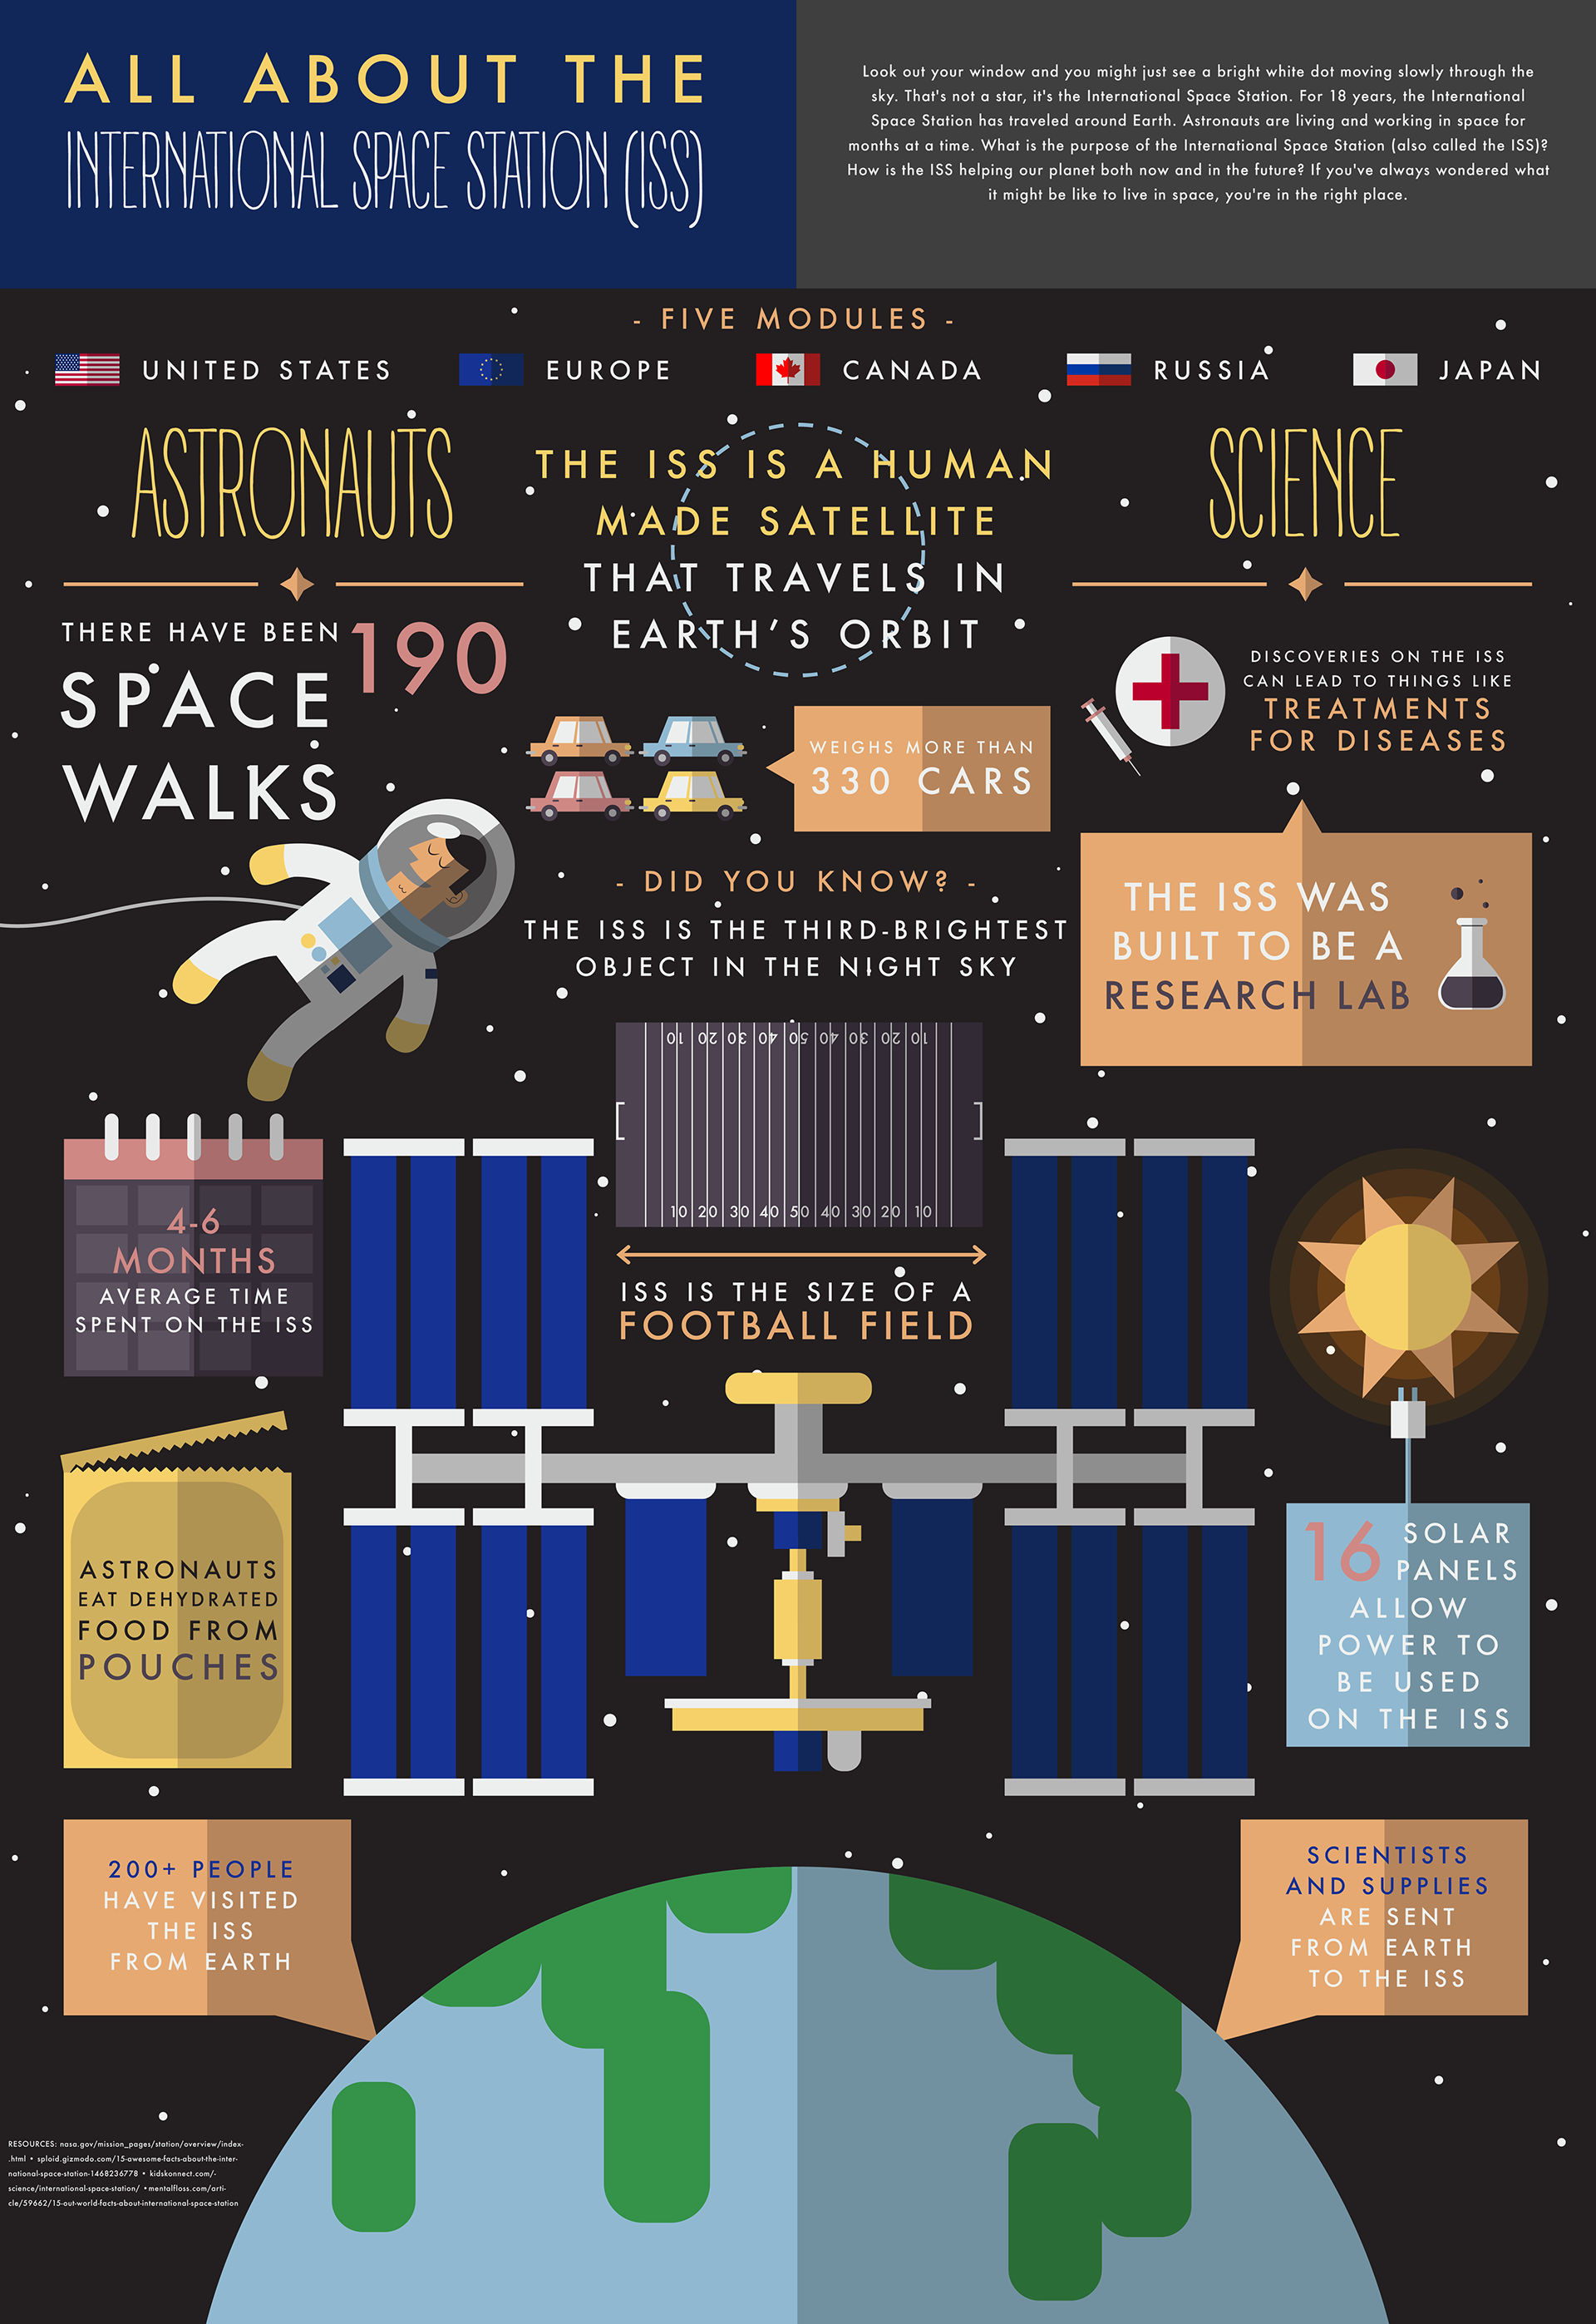 ALL ABOUT THE
INTERNATIONAL SPACE STATION (ISS)
Look out your window and you might just see a bright white dot moving slowly through the
sky. That's not a star, it's the International Space Station. For 18 years, the International
Space Station has traveled around Earth. Astronauts are living and working in space for
months at a time. What is the purpose of the International Space Station (also called the ISS)?
How is the ISS helping our planet both now and in the future? If you've always wondered what
it might be like to live in space, you're in the right place.
- FIVE MODULES -
UNITED STATES
EUROPE
CANADA
RUSSIA
JAPAN
ASTRONAUTS
THERE HAVE BEEN 190
SPACE
WALKS
THE ISS IS A HUMAN
MADE SATELLITE
THAT TRAVELS IN
EARTH'S ORBIT
WEIGHS MORE THAN
330 CARS
- DID YOU KNOW? -
THE ISS IS THE THIRD-BRIGHTEST
OBJECT IN THE NIGHT SKY
SCIENCE
DISCOVERIES ON THE ISS
CAN LEAD TO THINGS LIKE
TREATMENTS
FOR DISEASES
THE ISS WAS
BUILT TO BE A
RESEARCH LAB
10 20 30 40 50 40 30 20 10
10 20 30 40 50 40 30 20 10
ISS IS THE SIZE OF A
FOOTBALL FIELD
4-6
MONTHS
AVERAGE TIME
SPENT ON THE ISS
ASTRONAUTS
EAT DEHYDRATED
FOOD FROM
POUCHES
16 SOLAR
PANELS
ALLOW
POWER TO
BE USED
ON THE ISS
200+ PEOPLE
HAVE VISITED
THE ISS
FROM EARTH
SCIENTISTS
AND SUPPLIES
ARE SENT
FROM EARTH
TO THE ISS
RESOURCES: nasa.gov/mission_pages/station/overview/index-
.html • sploid.gizmodo.com/15-awesome-facts-about-the-inter-
national-space-station-1468236778 • kidskonnect.com/-
science/international-space-station/ •mentalfloss.com/arti-
cle/59662/15-out-world-facts-about-international-space-station